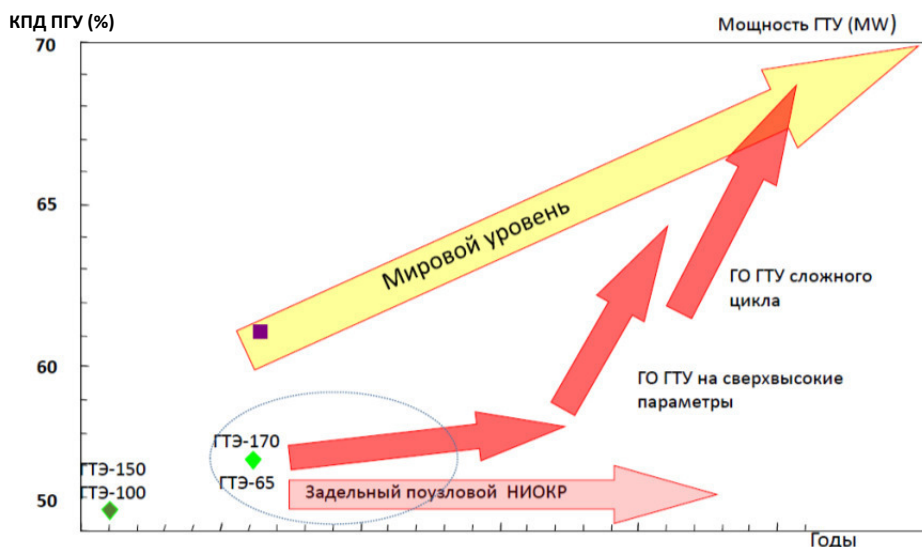 КПД ПГУ (%)
Мощность ГТУ (MW)
70
65
Мировой уровень
ГО ГТУ сложного
цикла
60
ГО ГТУ на сверхвысокие
параметры
ГТЭ-170
ГТЭ-65
ГТЭ-150
ГТЭ-100
Задельный поузловой НИОКР
50
Годы